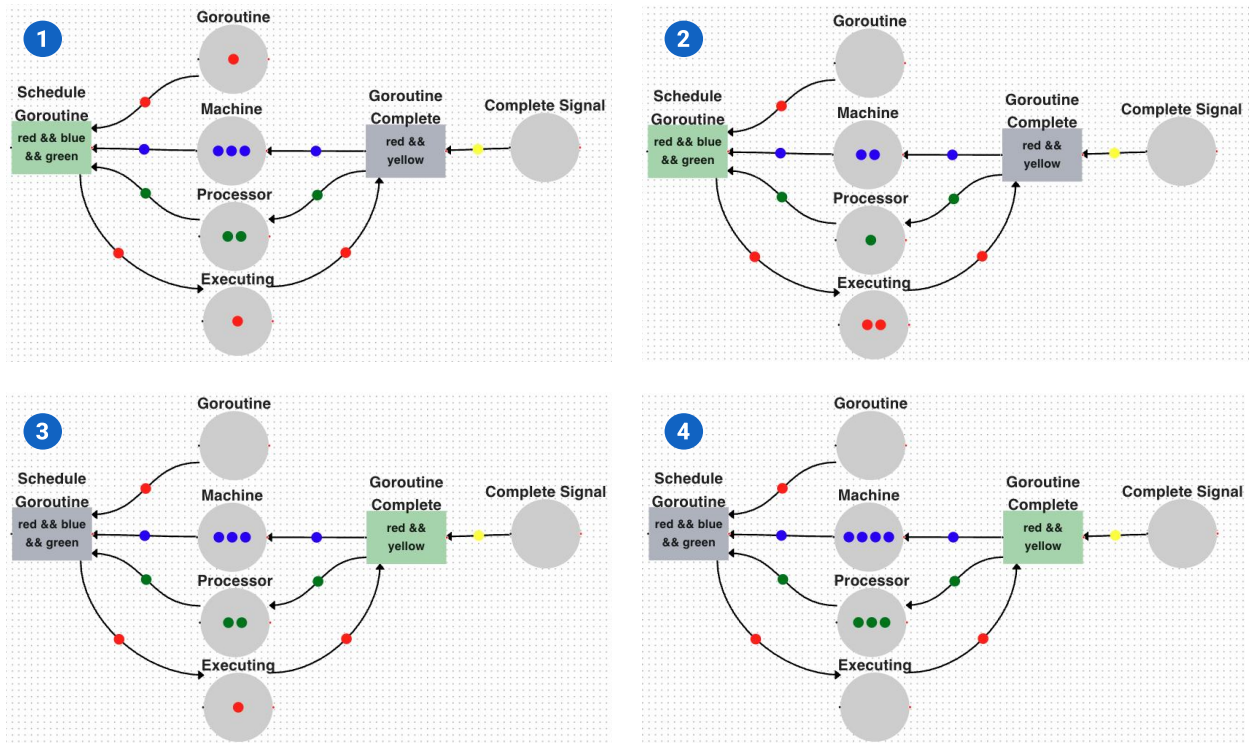 1
Goroutine
Schedule
Goroutine
red && blue
&& green
Machine
Goroutine
Complete
red &&
yellow
Complete Signal
Processor
Executing
2
Goroutine
Schedule
Goroutine
red && blue
&& green
Machine
Goroutine
Complete
red &&
yellow
Complete Signal
Processor
Executing
3
Goroutine
Schedule
Goroutine
red && blue
&& green
Machine
Goroutine
Complete
red &&
yellow
Complete Signal
Processor
Executing
4
Goroutine
Schedule
Goroutine
red && blue
&& green
Machine
Goroutine
Complete
red &&
yellow
Complete Signal
Processor
Executing